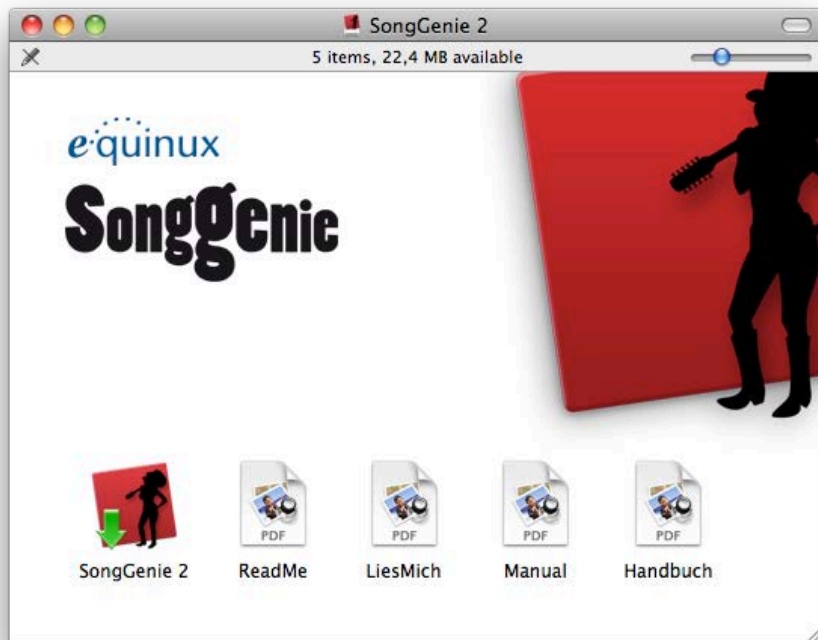 SongGenie 2
5 items, 22,4 MB available
e·quinux
SongGenie
PDF
PDF
PDF
PDF
SongGenie 2
ReadMe
LiesMich
Manual
Handbuch